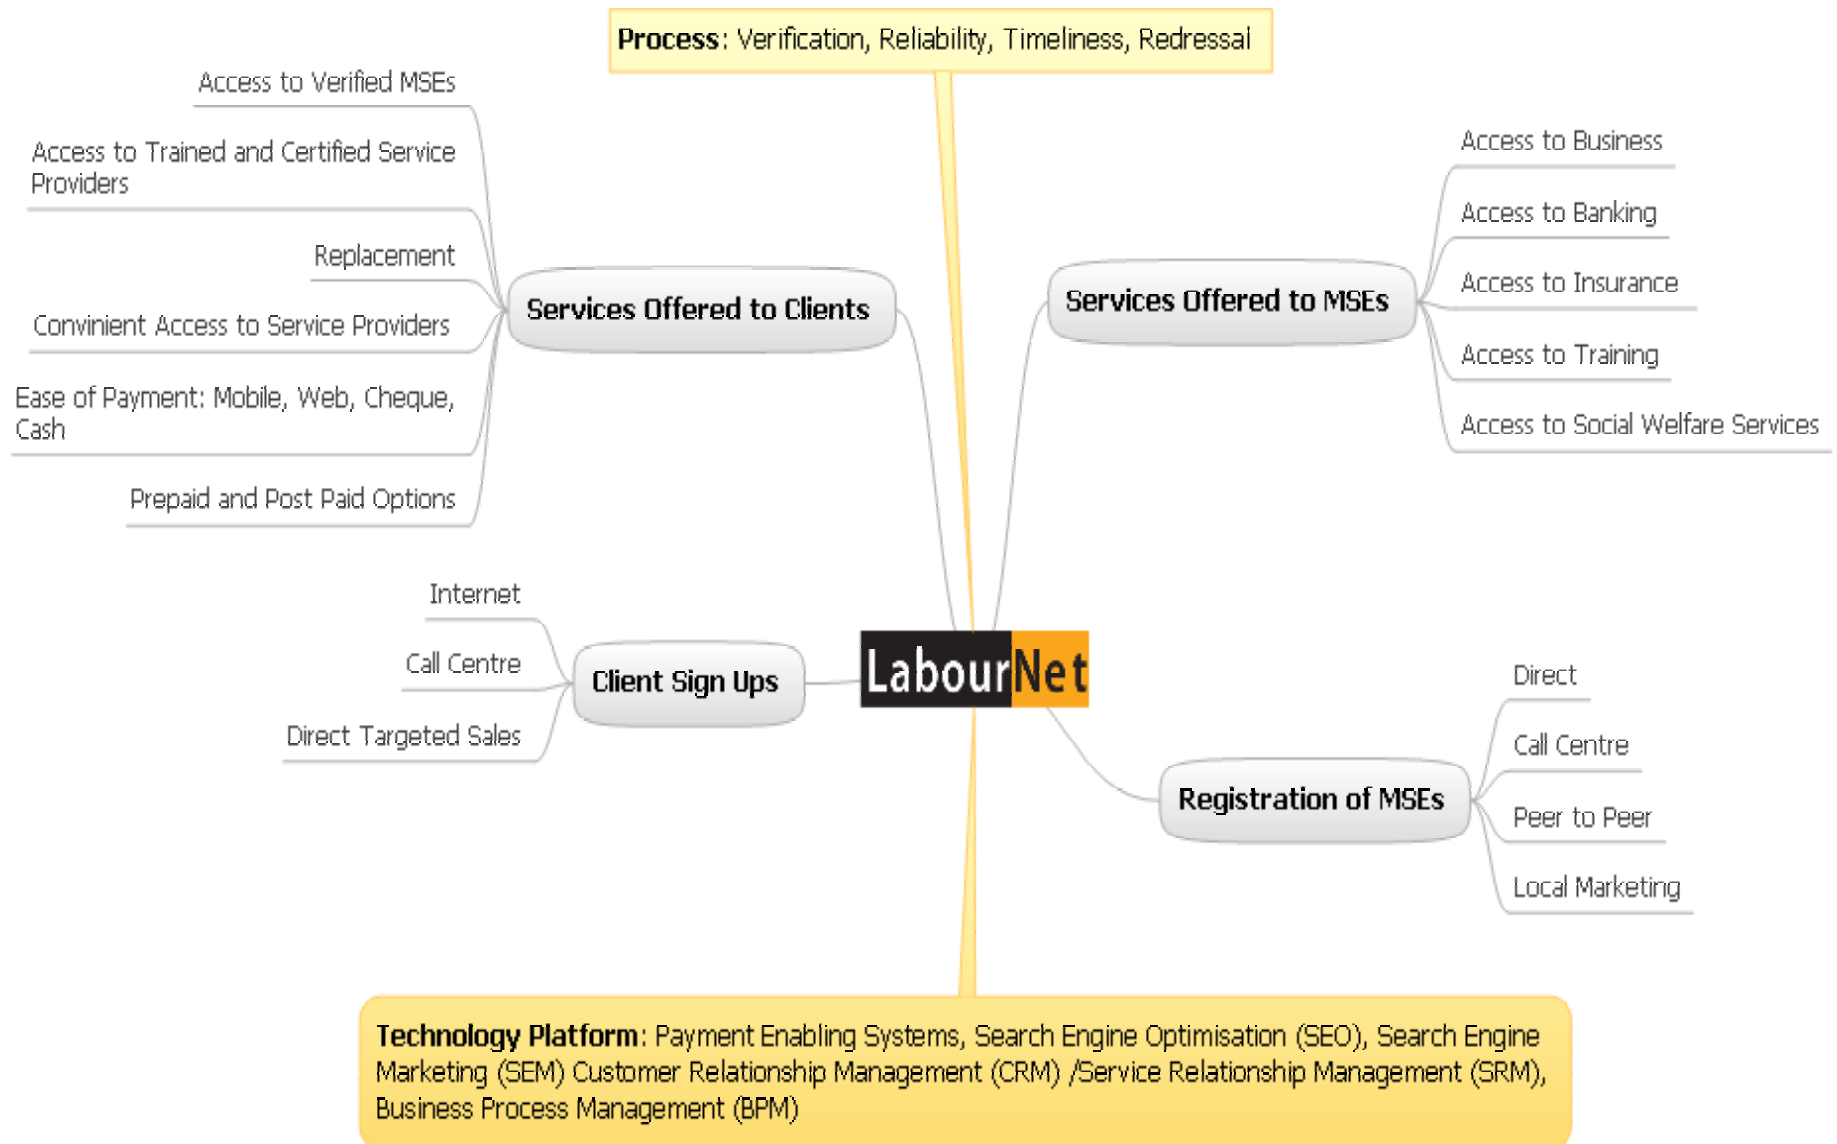 Process: Verification, Reliability, Timeliness, Redressal
Access to Verified MSEs
Access to Trained and Certified Service
Providers
Replacement
Convinient Access to Service Providers
Ease of Payment: Mobile, Web, Cheque,
Cash
Prepaid and Post Paid Options
Services Offered to Clients
Services Offered to MSEs
Access to Business
Access to Banking
Access to Insurance
Access to Training
Access to Social Welfare Services
Internet
Call Centre
Direct Targeted Sales
Client Sign Ups
LabourNet
Registration of MSEs
Direct
Call Centre
Peer to Peer
Local Marketing
Technology Platform: Payment Enabling Systems, Search Engine Optimisation (SEO), Search Engine
Marketing (SEM) Customer Relationship Management (CRM) /Service Relationship Management (SRM),
Business Process Management (BPM)